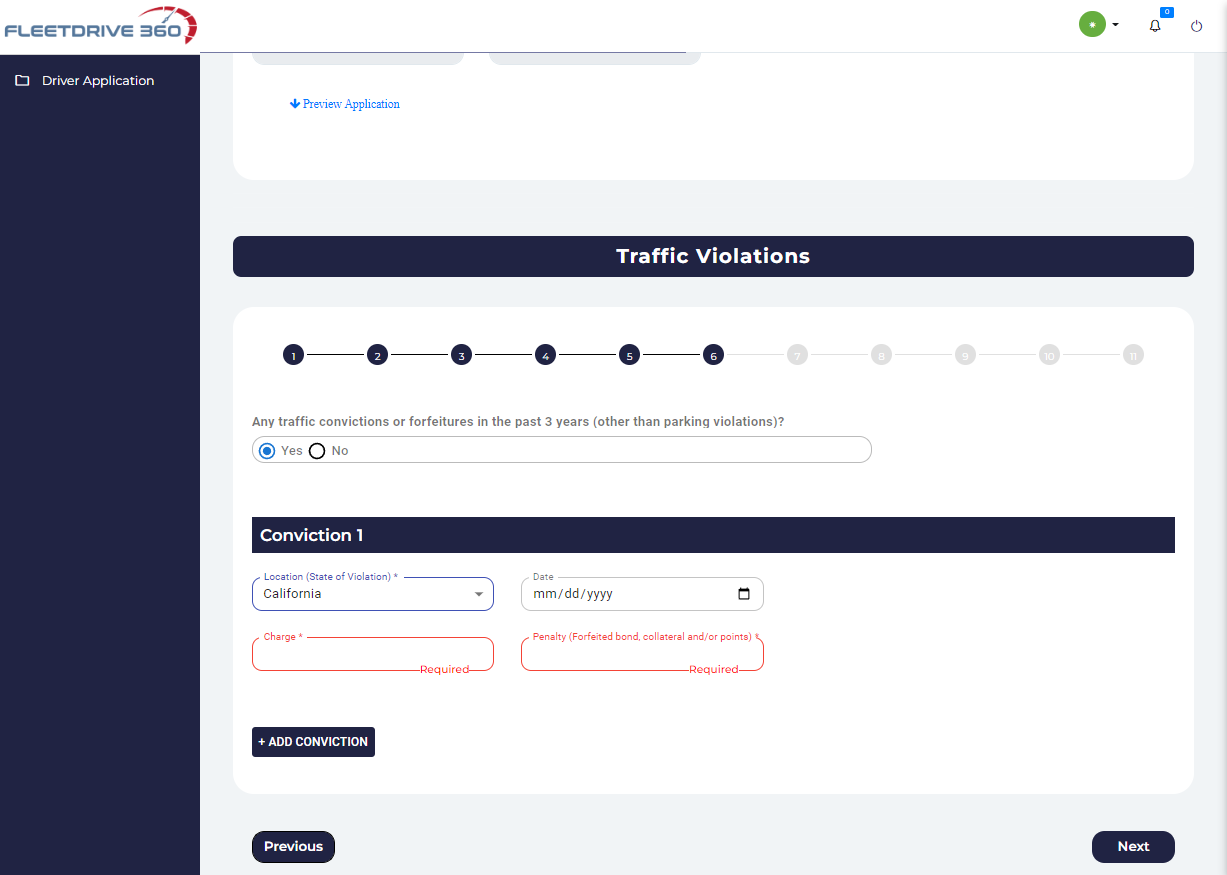 FLEETDRIVE 360
0
Driver Application
Preview Application
Traffic Violations
1 2 3 4 5 6 7 8 9 10 11
Any traffic convictions or forfeitures in the past 3 years (other than parking violations)?
Yes No
Conviction 1
Location (State of Violation) * Date
California mm/dd/yyyy
Charge * Penalty (Forfeited bond, collateral and/or points) *
Required Required
+ ADD CONVICTION
Previous Next